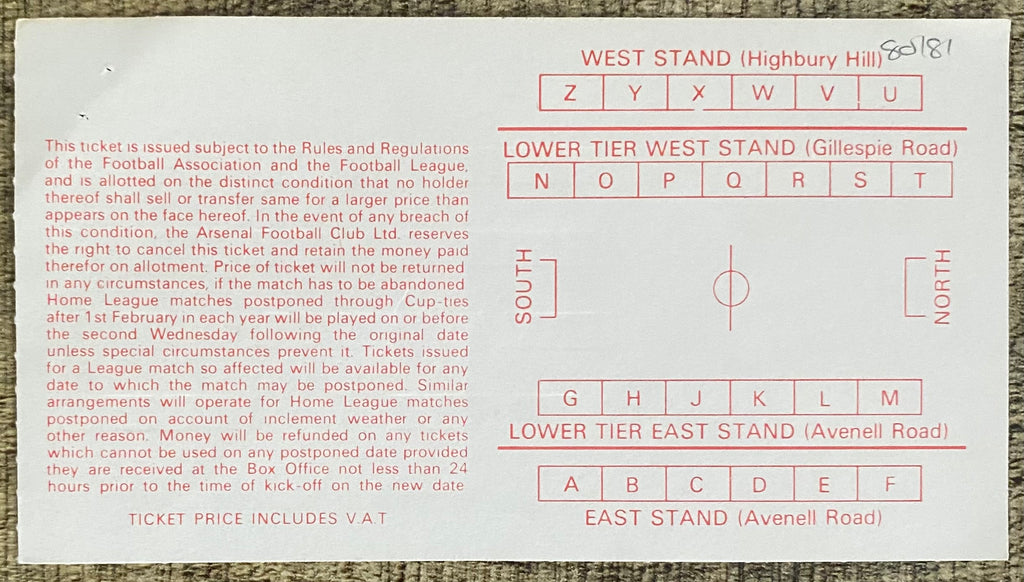 This ticket is issued subject to the Rules and Regulations
of the Football Association and the Football League,
and is allotted on the distinct condition that no holder
thereof shall sell or transfer same for a larger price than
appears on the face hereof. In the event of any breach of
this condition, the Arsenal Football Club Ltd. reserves
the right to cancel this ticket and retain the money paid
therefor on allotment. Price of ticket will not be returned
in any circumstances, if the match has to be abandoned
Home League matches postponed through Cup-ties
after 1st February in each year will be played on or before
the second Wednesday following the original date
unless special circumstances prevent it. Tickets issued
for a League match so affected will be available for any
date to which the match may be postponed. Similar
arrangements will operate for Home League matches
postponed on account of inclement weather or any
other reason. Money will be refunded on any tickets
which cannot be used on any postponed date provided
they are received at the Box Office not less than 24
hours prior to the time of kick-off on the new date
TICKET PRICE INCLUDES V.A.T
80/81
WEST STAND (Highbury Hill)
Z Y X W V U
LOWER TIER WEST STAND (Gillespie Road)
N O P Q R S T
SOUTH
NORTH
G H J K L M
LOWER TIER EAST STAND (Avenell Road)
A B C D E F
EAST STAND (Avenell Road)